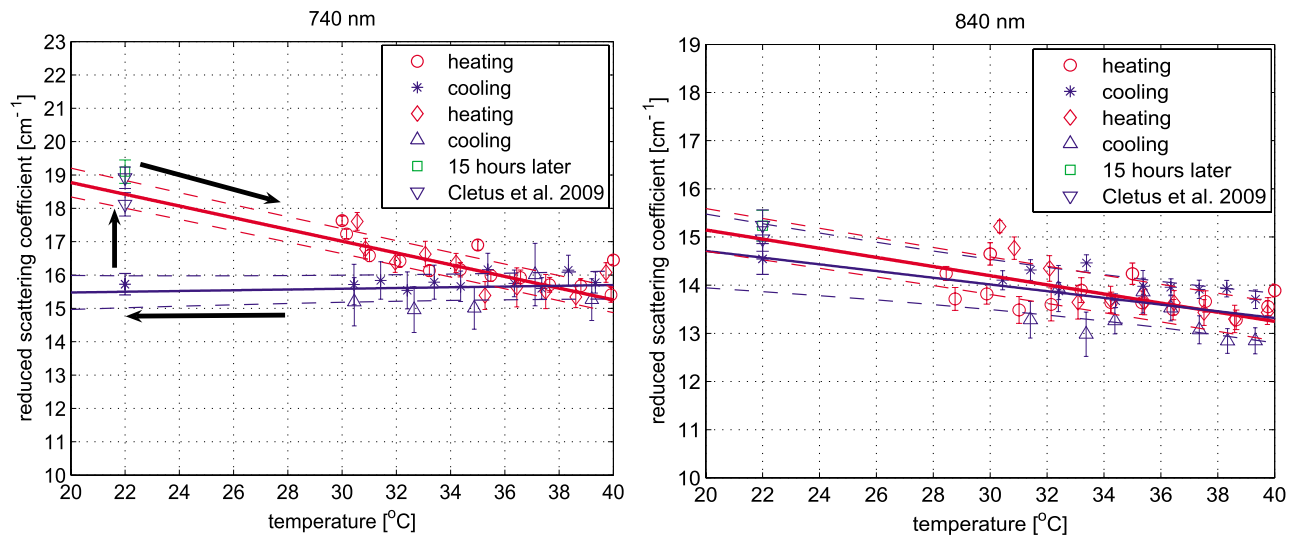 740 nm
23
22
21
20
19
18
17
16
15
14
13
12
11
10
reduced scattering coefficient [cm⁻¹]
heating
cooling
heating
cooling
15 hours later
Cletus et al. 2009
20 22 24 26 28 30 32 34 36 38 40
temperature [°C]
840 nm
19
18
17
16
15
14
13
12
11
10
reduced scattering coefficient [cm⁻¹]
heating
cooling
heating
cooling
15 hours later
Cletus et al. 2009
20 22 24 26 28 30 32 34 36 38 40
temperature [°C]